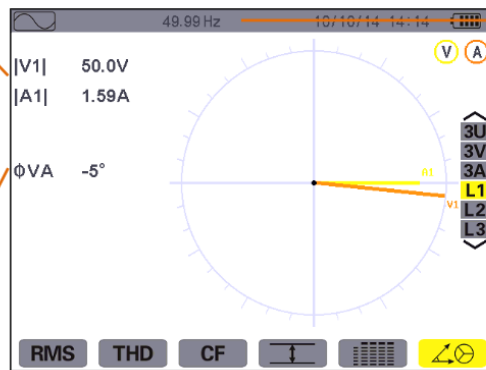 49.99 Hz 10/10/14 14:14
V A
|V1| 50.0V
|A1| 1.59A
3U
3V
A1
3A
ϕVA -5°
L1
V1
L2
L3
RMS THD CF